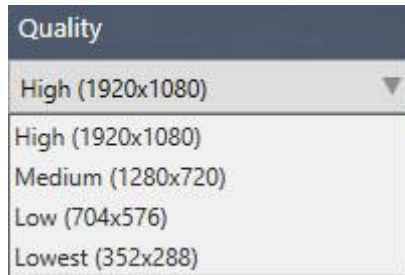 Quality
High (1920x1080)
High (1920x1080)
Medium (1280x720)
Low (704x576)
Lowest (352x288)